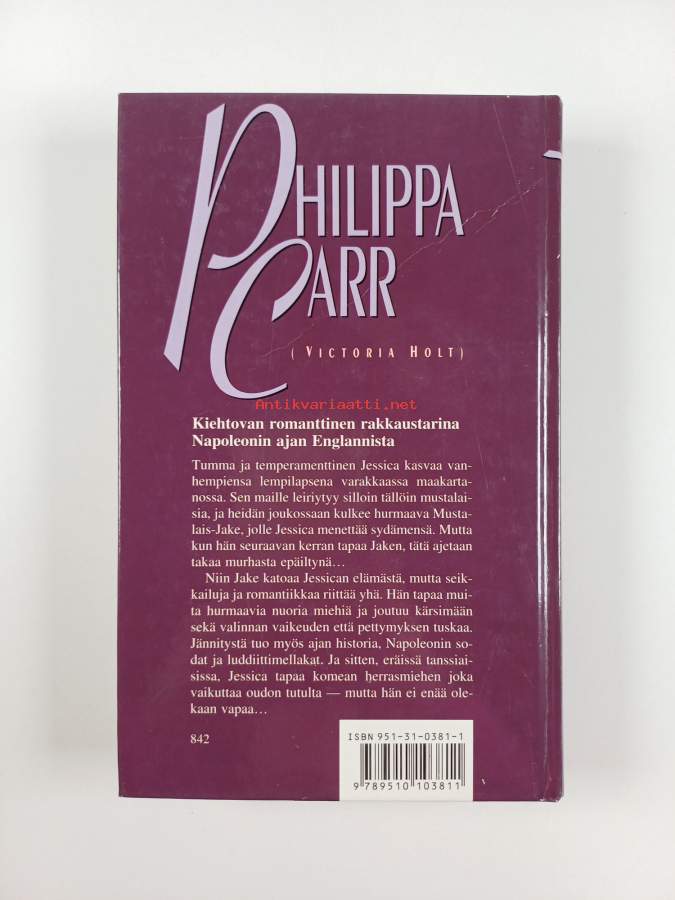 PHILIPPA
CARR
( VICTORIA HOLT )
Antikvariaatti.net
Kiehtovan romanttinen rakkaustarina
Napoleonin ajan Englannista
Tumma ja temperamenttinen Jessica kasvaa van-
hempiensa lempilapsena varakkaassa maakarta-
nossa. Sen maille leiriytyy silloin tällöin mustalai-
sia, ja heidän joukossaan kulkee hurmaava Musta-
lais-Jake, jolle Jessica menettää sydämensä. Mutta
kun hän seuraavan kerran tapaa Jaken, tätä ajetaan
takaa murhasta epäiltynä…
Niin Jake katoaa Jessican elämästä, mutta seik-
kailuja ja romantiikkaa riittää yhä. Hän tapaa mui-
ta hurmaavia nuoria miehiä ja joutuu kärsimään
sekä valinnan vaikeuden että pettymyksen tuskaa.
Jännitystä tuo myös ajan historia, Napoleonin so-
dat ja luddiittimellakat. Ja sitten, eräissä tanssiai-
sissa, Jessica tapaa komean herrasmiehen joka
vaikuttaa oudon tutulta — mutta hän ei enää ole-
kaan vapaa…
842
ISBN 951-31-0381-1
9 789510 103811